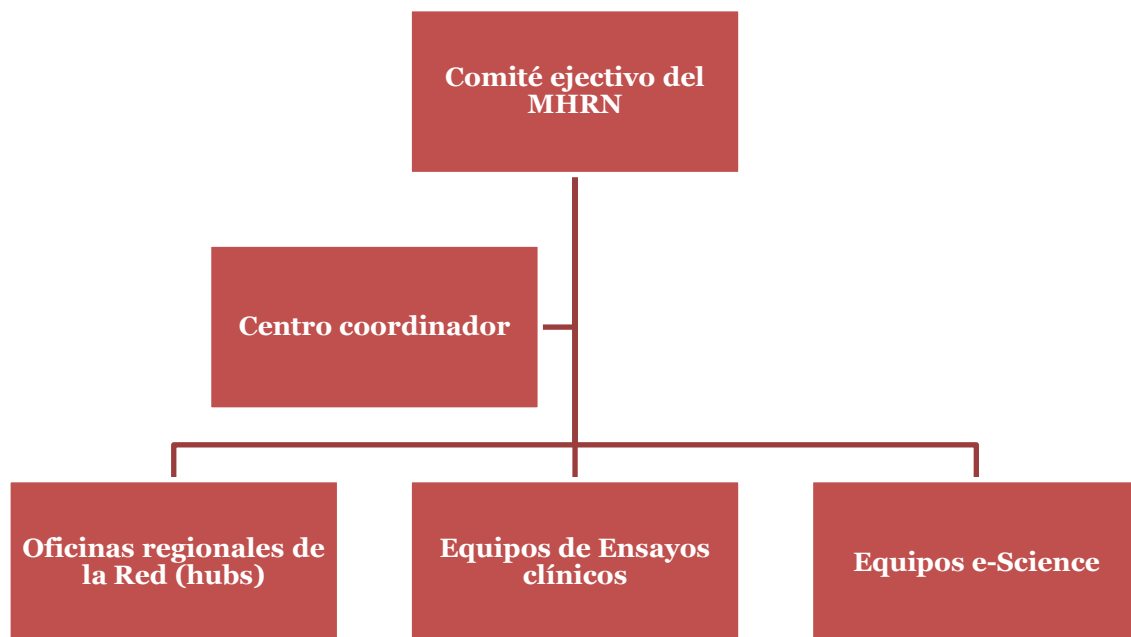 Comité ejectivo del
MHRN
Centro coordinador
Oficinas regionales de
la Red (hubs)
Equipos de Ensayos
clínicos
Equipos e-Science